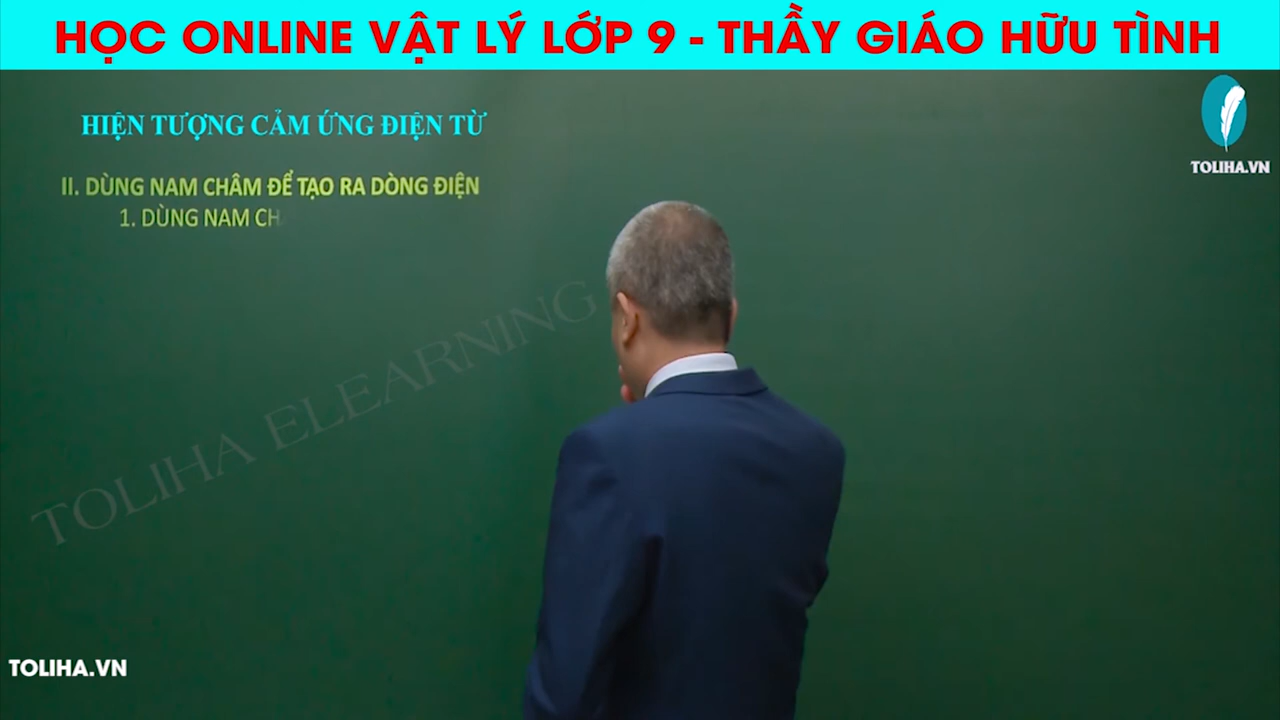 HỌC ONLINE VẬT LÝ LỚP 9 - THẦY GIÁO HỮU TÌNH
TOLIHA.VN
HIỆN TƯỢNG CẢM ỨNG ĐIỆN TỪ
II. DÙNG NAM CHÂM ĐỂ TẠO RA DÒNG ĐIỆN
1. DÙNG NAM CH
TOLIHA ELEARNING
TOLIHA.VN